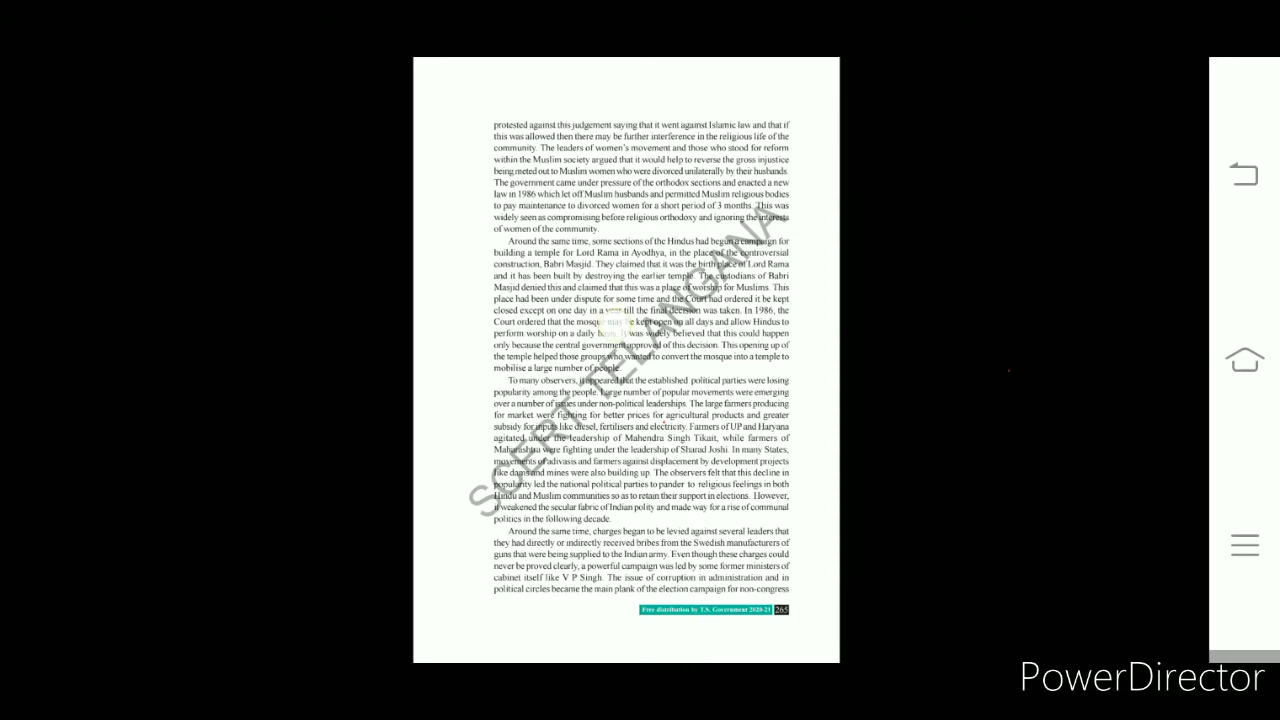 protested against this judgement saying that it went against Islamic law and that if
this was allowed then there may be further interference in the religious life of the
community. The leaders of women's movement and those who stood for reform
within the Muslim society argued that it would help to reverse the gross injustice
being meted out to Muslim women who were divorced unilaterally by their husbands.
The government came under pressure of the orthodox sections and enacted a new
law in 1986 which let off Muslim husbands and permitted Muslim religious bodies
to pay maintenance to divorced women for a short period of 3 months. This was
widely seen as compromising before religious orthodoxy and ignoring the interests
of women of the community.
Around the same time, some sections of the Hindus had begun a campaign for
building a temple for Lord Rama in Ayodhya, in the place of the controversial
construction, Babri Masjid. They claimed that it was the birth place of Lord Rama
and it has been built by destroying the earlier temple. The custodians of Babri
Masjid denied this and claimed that this was a place of worship for Muslims. This
place had been under dispute for some time and the Court had ordered it be kept
closed except on one day in a year till the final decision was taken. In 1986, the
Court ordered that the mosque may be kept open on all days and allow Hindus to
perform worship on a daily basis. It was widely believed that this could happen
only because the central government approved of this decision. This opening up of
the temple helped those groups who wanted to convert the mosque into a temple to
mobilise a large number of people.
To many observers, it appeared that the established political parties were losing
popularity among the people. Large number of popular movements were emerging
over a number of issues under non-political leaderships. The large farmers producing
for market were fighting for better prices for agricultural products and greater
subsidy for inputs like diesel, fertilisers and electricity. Farmers of UP and Haryana
agitated under the leadership of Mahendra Singh Tikait, while farmers of
Maharashtra were fighting under the leadership of Sharad Joshi. In many States,
movements of adivasis and farmers against displacement by development projects
like dams and mines were also building up. The observers felt that this decline in
popularity led the national political parties to pander to religious feelings in both
Hindu and Muslim communities so as to retain their support in elections. However,
it weakened the secular fabric of Indian polity and made way for a rise of communal
politics in the following decade.
Around the same time, charges began to be levied against several leaders that
they had directly or indirectly received bribes from the Swedish manufacturers of
guns that were being supplied to the Indian army. Even though these charges could
never be proved clearly, a powerful campaign was led by some former ministers of
cabinet itself like V P Singh. The issue of corruption in administration and in
political circles became the main plank of the election campaign for non-congress
Free distribution by T.S. Government 2020-21 265
SCERT TELANGANA
PowerDirector